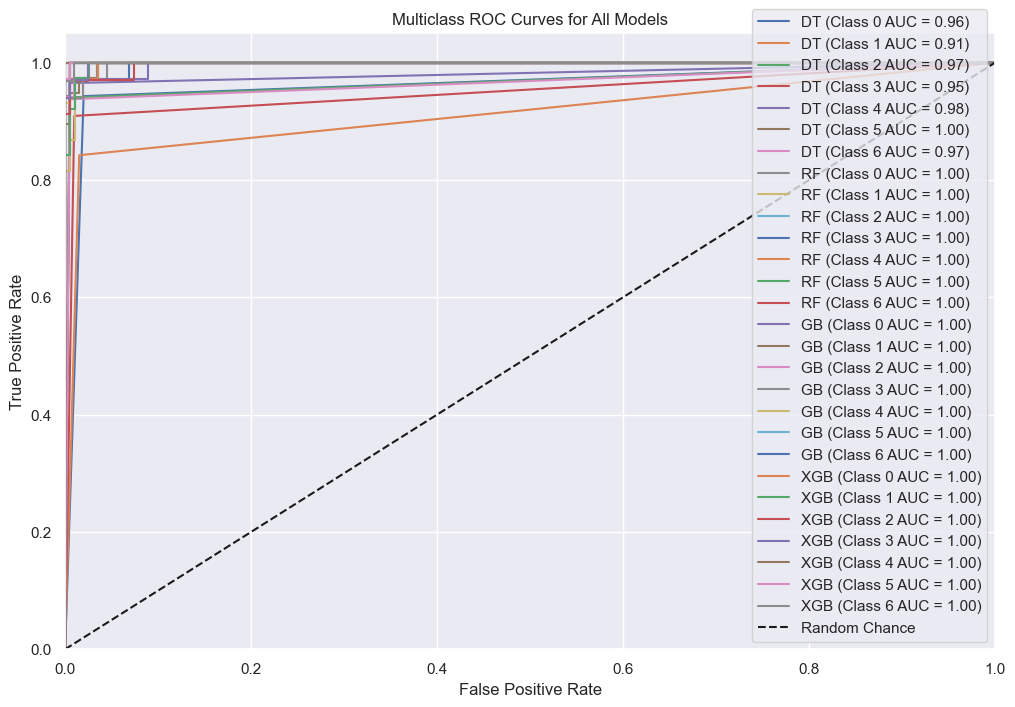 Multiclass ROC Curves for All Models
DT (Class 0 AUC = 0.96)
DT (Class 1 AUC = 0.91)
DT (Class 2 AUC = 0.97)
DT (Class 3 AUC = 0.95)
DT (Class 4 AUC = 0.98)
DT (Class 5 AUC = 1.00)
DT (Class 6 AUC = 0.97)
RF (Class 0 AUC = 1.00)
RF (Class 1 AUC = 1.00)
RF (Class 2 AUC = 1.00)
RF (Class 3 AUC = 1.00)
RF (Class 4 AUC = 1.00)
RF (Class 5 AUC = 1.00)
RF (Class 6 AUC = 1.00)
GB (Class 0 AUC = 1.00)
GB (Class 1 AUC = 1.00)
GB (Class 2 AUC = 1.00)
GB (Class 3 AUC = 1.00)
GB (Class 4 AUC = 1.00)
GB (Class 5 AUC = 1.00)
GB (Class 6 AUC = 1.00)
XGB (Class 0 AUC = 1.00)
XGB (Class 1 AUC = 1.00)
XGB (Class 2 AUC = 1.00)
XGB (Class 3 AUC = 1.00)
XGB (Class 4 AUC = 1.00)
XGB (Class 5 AUC = 1.00)
XGB (Class 6 AUC = 1.00)
Random Chance
True Positive Rate
1.0
0.8
0.6
0.4
0.2
0.0
0.0 0.2 0.4 0.6 0.8 1.0
False Positive Rate